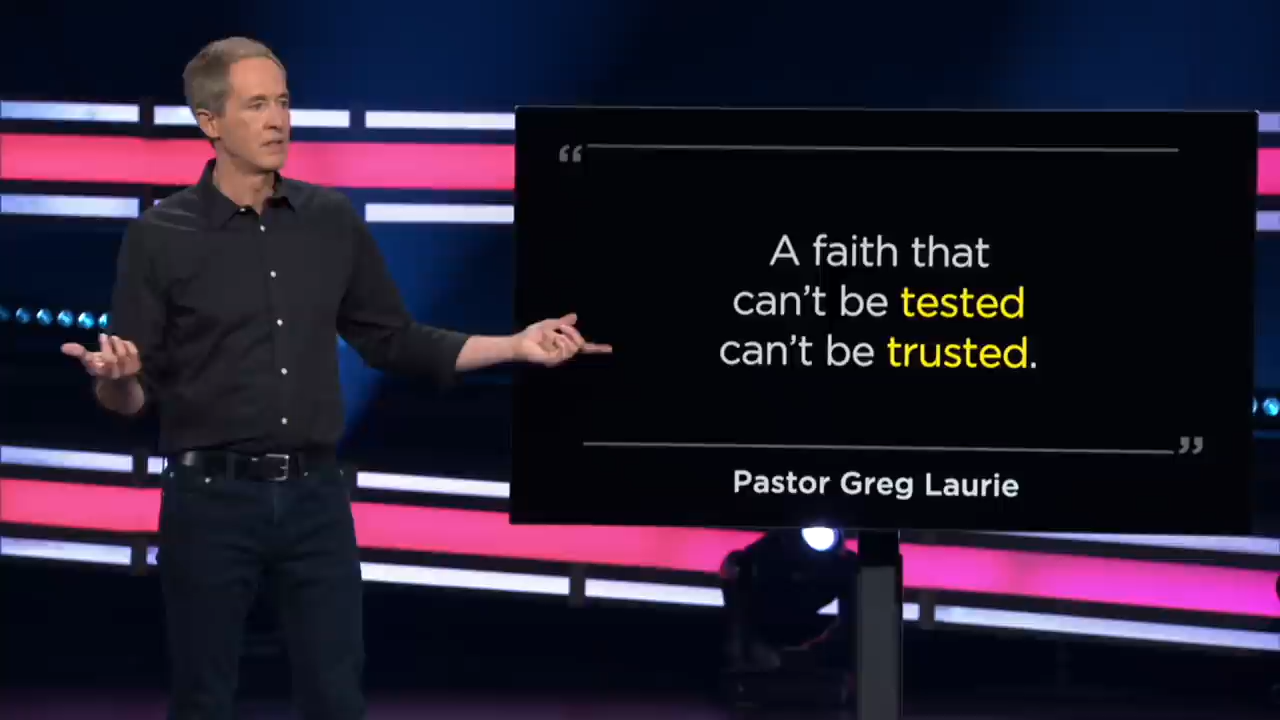 “
A faith that
can't be tested
can't be trusted.
”
Pastor Greg Laurie